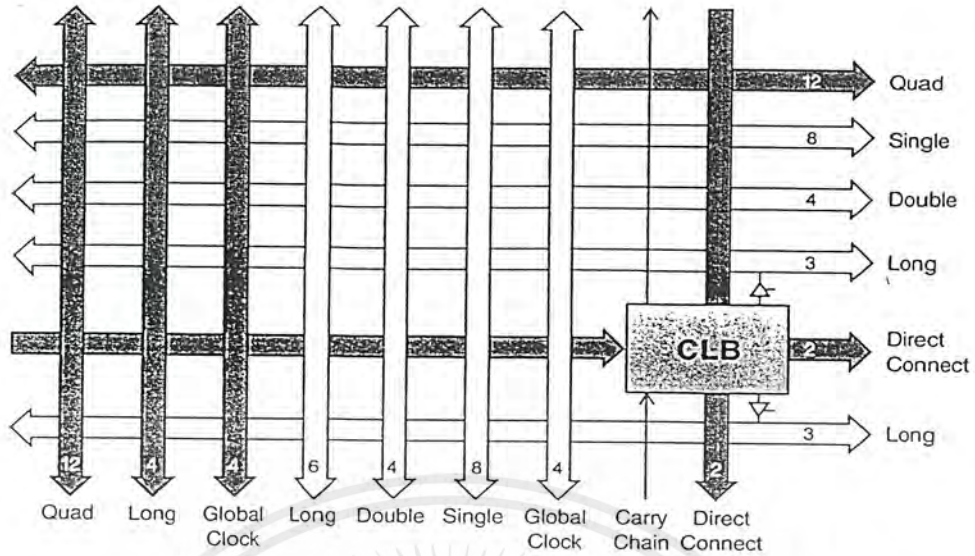 12 Quad
8 Single
4 Double
3 Long
CLB 2 Direct
Connect
3 Long
12 4 4 6 4 8 4 2
Quad Long Global Long Double Single Global Carry Direct
Clock Clock Chain Connect